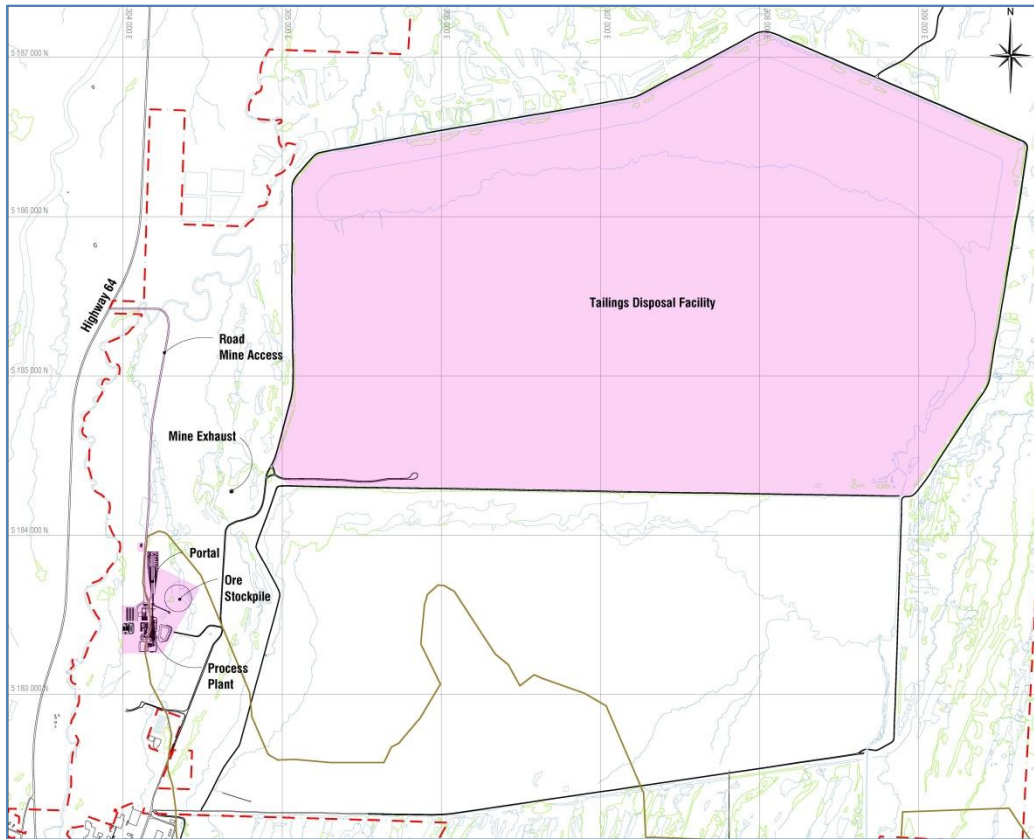 304 000 E
305 000 E
306 000 E
307 000 E
308 000 E
309 000 E
N
5 187 000 N
5 186 000 N
Highway 64
Tailings Disposal Facility
Road
Mine Access
5 185 000 N
Mine Exhaust
5 184 000 N
Portal
Ore
Stockpile
Process
Plant
5 183 000 N